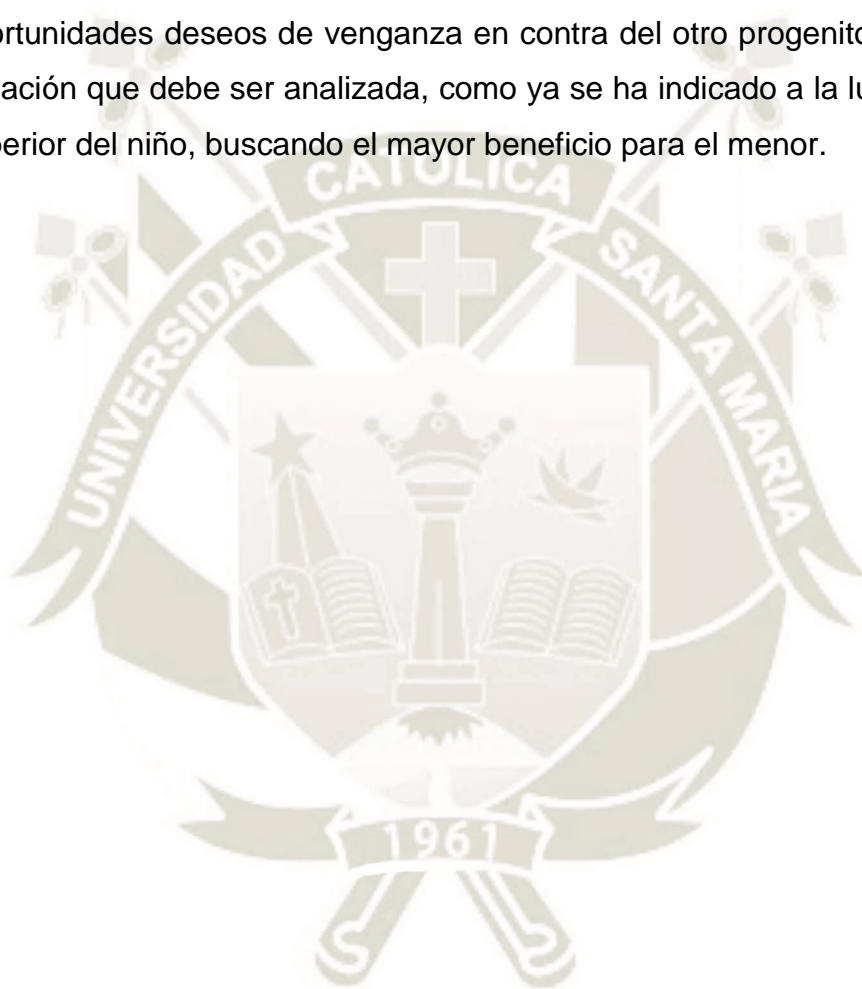 ortunidades deseos de venganza en contra del otro progenito
ación que debe ser analizada, como ya se ha indicado a la lu
perior del niño, buscando el mayor beneficio para el menor.
CATOLICA
UNIVERSIDAD
SANTA MARIA
1961